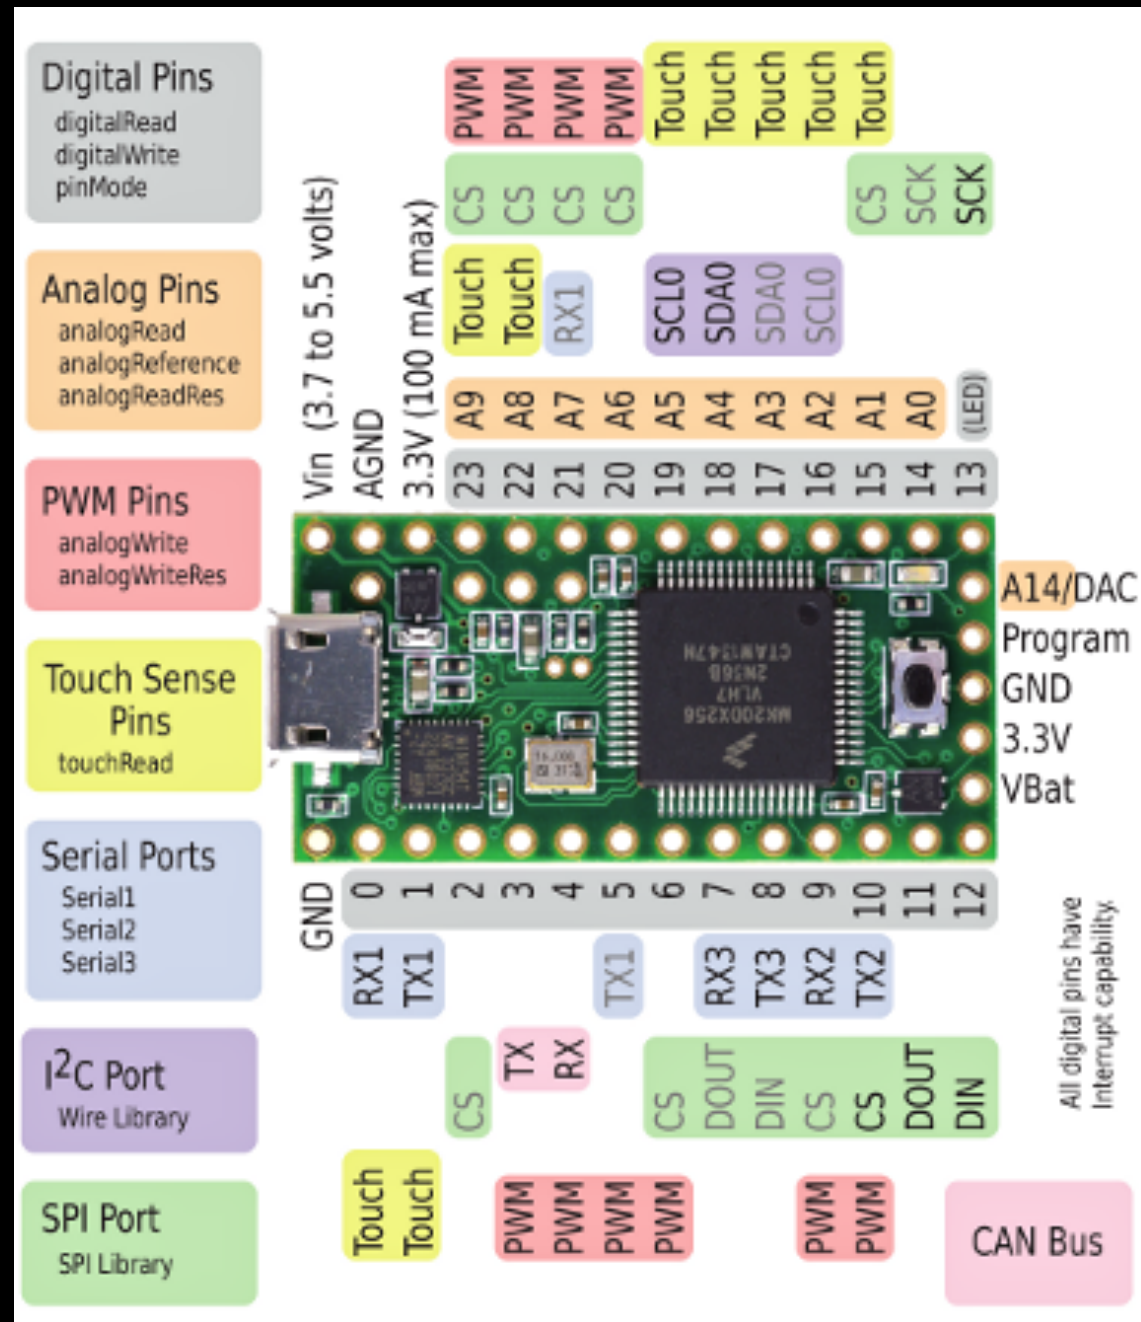 Digital Pins
digitalRead
digitalWrite
pinMode
Analog Pins
analogRead
analogReference
analogReadRes
PWM Pins
analogWrite
analogWriteRes
Touch Sense
Pins
touchRead
Serial Ports
Serial1
Serial2
Serial3
I²C Port
Wire Library
SPI Port
SPI Library
PWM PWM PWM PWM Touch Touch Touch Touch Touch
CS CS CS CS CS SCK SCK
Touch Touch RX1 SCL0 SDA0 SDA0 SCL0
A9 A8 A7 A6 A5 A4 A3 A2 A1 A0 (LED)
Vin (3.7 to 5.5 volts)
AGND
3.3V (100 mA max)
23 22 21 20 19 18 17 16 15 14 13
A14/DAC
Program
GND
3.3V
VBat
MK20DX256
VLH7
2N36B
CTAW1347H
16.000
GND
0 1 2 3 4 5 6 7 8 9 10 11 12
RX1 TX1 TX1 RX3 TX3 RX2 TX2
CS TX RX CS DOUT DIN CS CS DOUT DIN
Touch Touch PWM PWM PWM PWM PWM PWM
All digital pins have
Interrupt capability.
CAN Bus